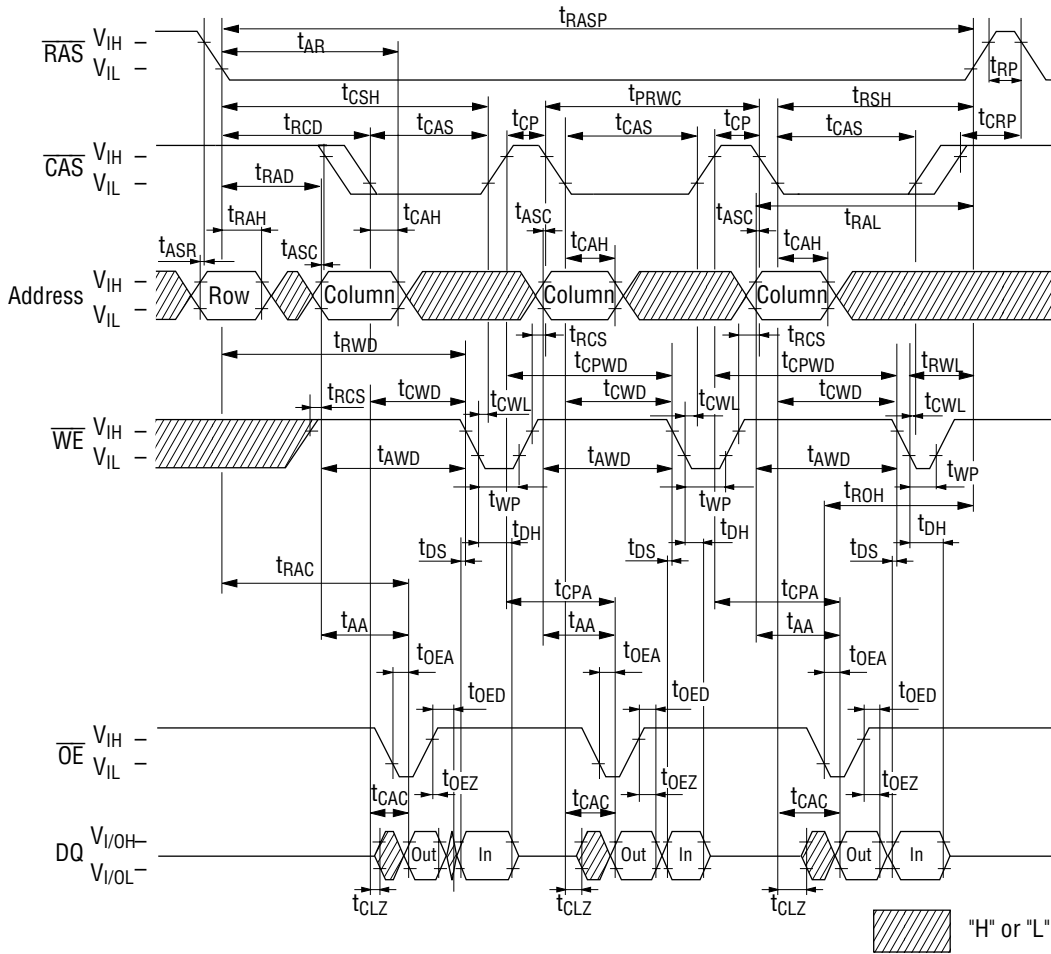 tRASP
tAR
RAS VIH
VIL
tRP
tCSH tPRWC tRSH
tRCD tCAS tCP tCAS tCP tCAS tCRP
CAS VIH
VIL
tRAD tCAH tRAL
tRAH tASC tASC
tASR tASC tCAH tCAH
Address VIH
VIL
Row Column Column Column
tRCS tRCS
tRWD tCPWD tCPWD tRWL
tRCS tCWD tCWL tCWD tCWL tCWD tCWL
WE VIH
VIL
tAWD tAWD tAWD
tWP tWP tWP
tROH
tDH tDH tDH
tDS tDS tDS
tRAC
tCPA tCPA
tAA tAA tAA
tOEA tOEA tOEA
tOED tOED tOED
OE VIH
VIL
tOEZ tOEZ tOEZ
tCAC tCAC tCAC
DQ VI/OH
VI/OL
Out In Out In Out In
tCLZ tCLZ tCLZ
"H" or "L"